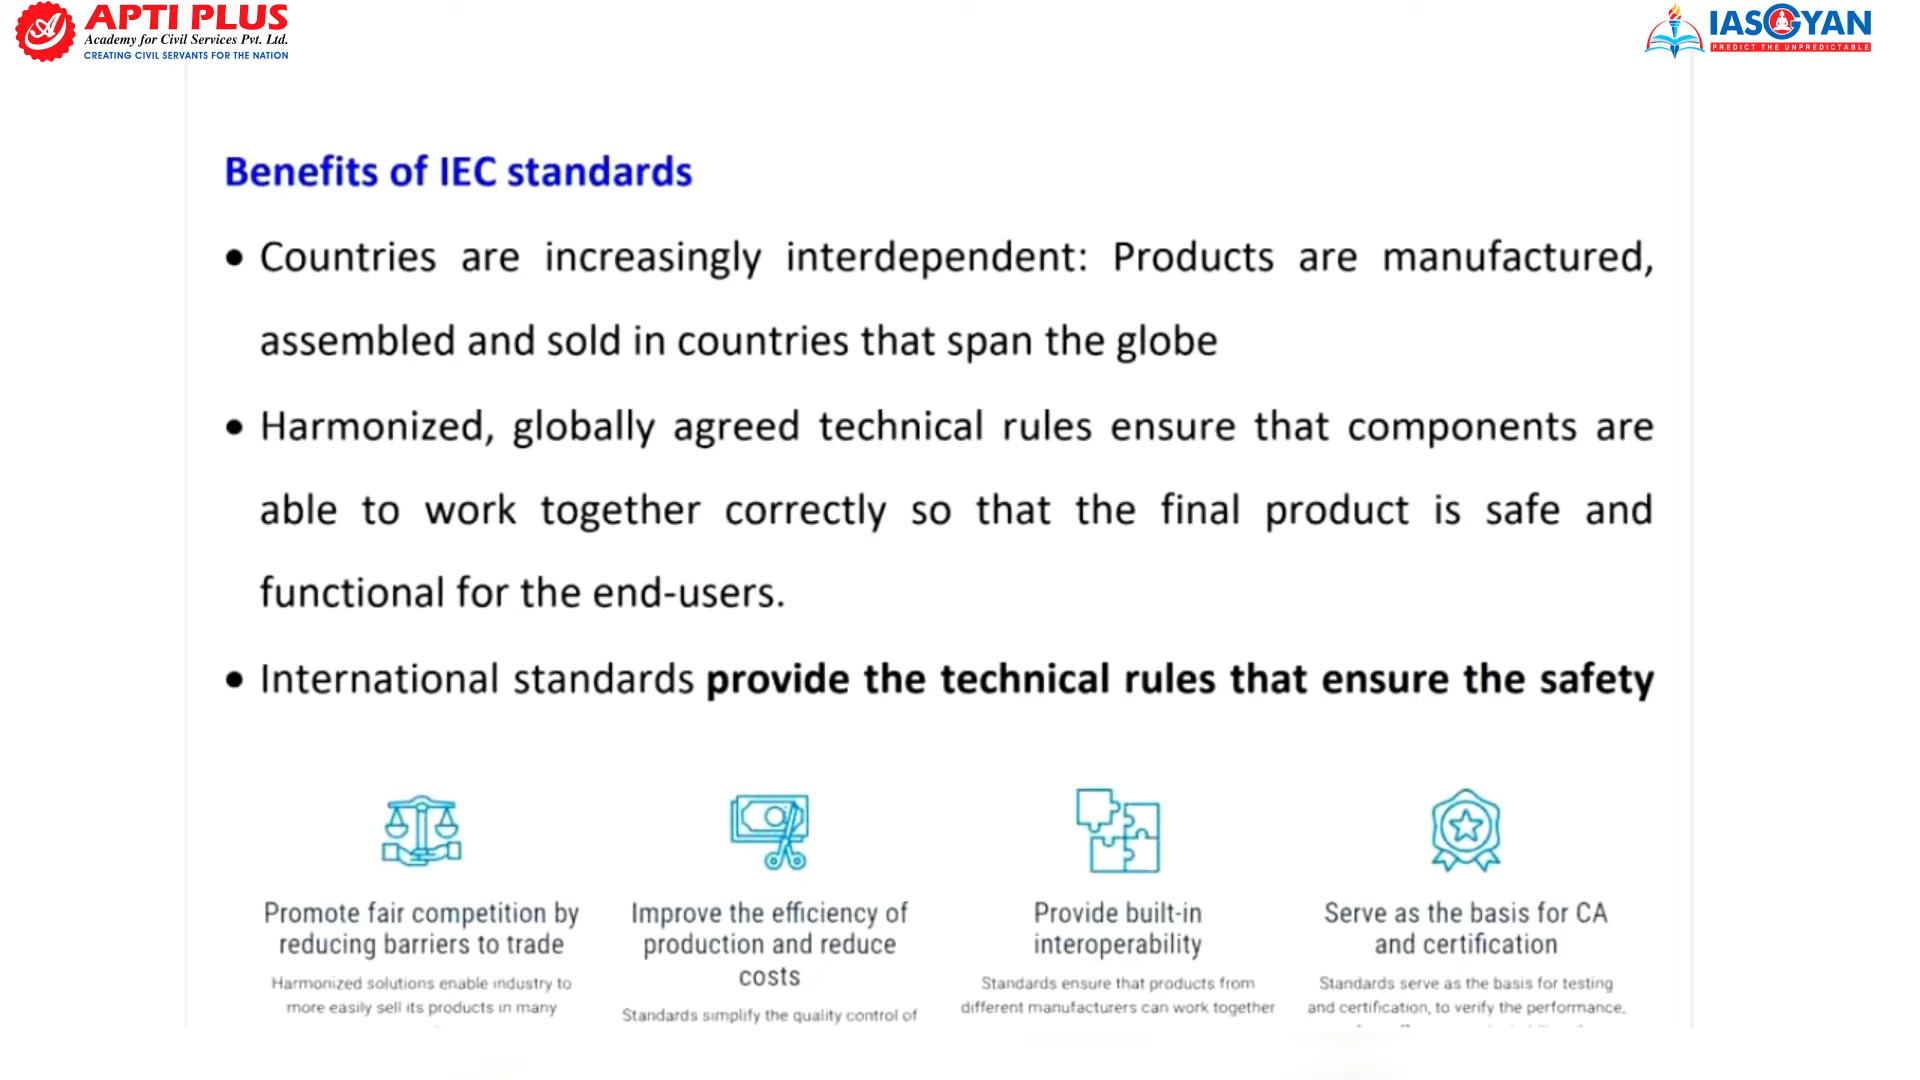 APTI PLUS
Academy for Civil Services Pvt. Ltd.
CREATING CIVIL SERVANTS FOR THE NATION
IASGYAN
PREDICT THE UNPREDICTABLE
Benefits of IEC standards
• Countries are increasingly interdependent: Products are manufactured,
assembled and sold in countries that span the globe
• Harmonized, globally agreed technical rules ensure that components are
able to work together correctly so that the final product is safe and
functional for the end-users.
• International standards provide the technical rules that ensure the safety
Promote fair competition by
reducing barriers to trade
Harmonized solutions enable industry to
more easily sell its products in many
Improve the efficiency of
production and reduce
costs
Standards simplify the quality control of
Provide built-in
interoperability
Standards ensure that products from
different manufacturers can work together
Serve as the basis for CA
and certification
Standards serve as the basis for testing
and certification, to verify the performance,